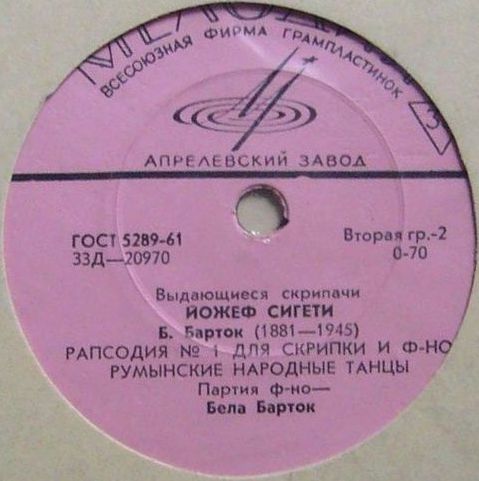 ВСЕСОЮЗНАЯ ФИРМА ГРАМПЛАСТИНОК
АПРЕЛЕВСКИЙ ЗАВОД
ГОСТ 5289-61
33Д—20970
Вторая гр.-2
0-70
Выдающиеся скрипачи
ЙОЖЕФ СИГЕТИ
Б. Барток (1881—1945)
РАПСОДИЯ № 1 ДЛЯ СКРИПКИ И Ф-НО
РУМЫНСКИЕ НАРОДНЫЕ ТАНЦЫ
Партия ф-но—
Бела Барток